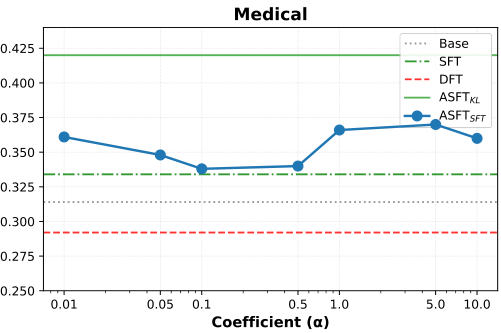 Medical
Base
SFT
DFT
ASFT_KL
ASFT_SFT
0.425
0.400
0.375
0.350
0.325
0.300
0.275
0.250
0.01 0.05 0.1 0.5 1.0 5.0 10.0
Coefficient (α)